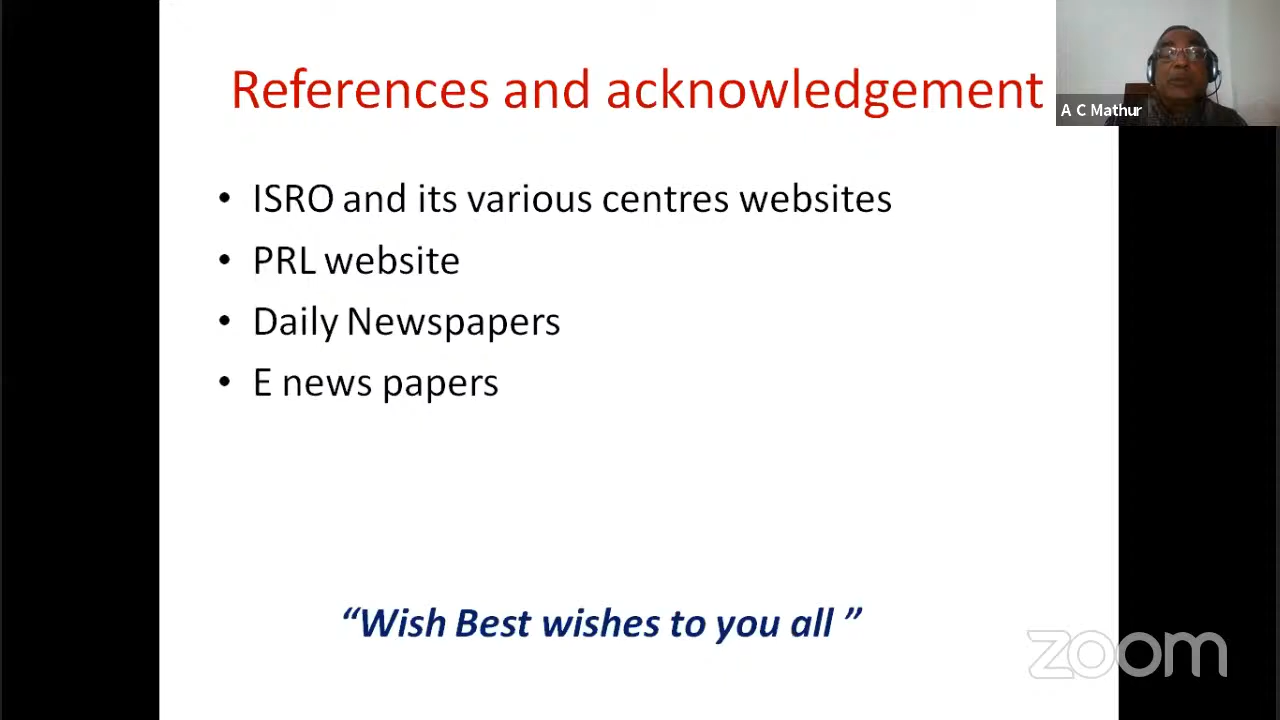 References and acknowledgement
A C Mathur
• ISRO and its various centres websites
• PRL website
• Daily Newspapers
• E news papers
“Wish Best wishes to you all ”
zoom